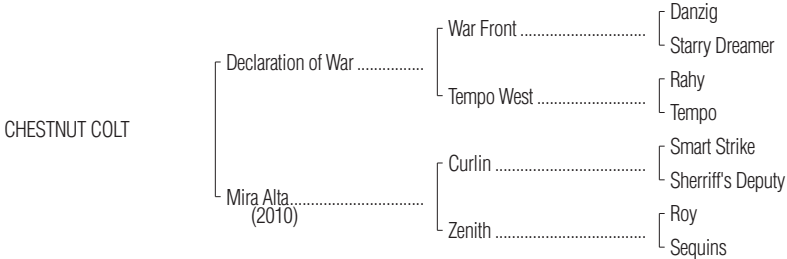 Danzig
War Front ................................
Starry Dreamer
Declaration of War ................
Rahy
Tempo West ...........................
Tempo
CHESTNUT COLT
Smart Strike
Curlin ......................................
Sherriff's Deputy
Mira Alta................................
(2010)
Roy
Zenith ......................................
Sequins